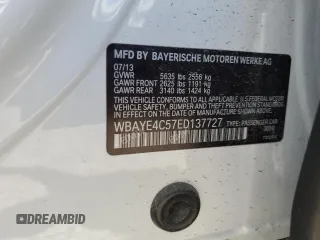 MFD BY BAYERISCHE MOTOREN WERKE AG
07/13
GVWR 5635 lbs 2556 kg
GAWR FRONT 2625 lbs 1191 kg
GAWR REAR 3140 lbs 1424 kg
THIS VEHICLE CONFORMS TO ALL APPLICABLE U.S. FEDERAL MOTOR
VEHICLE SAFETY, BUMPER, AND THEFT PREVENTION
STANDARDS IN EFFECT ON THE DATE OF MANUFACTURE
SHOWN ABOVE.
WBAYE4C57ED137727 TYPE: PASSENGER CAR
DREAMBID
DREAMBID